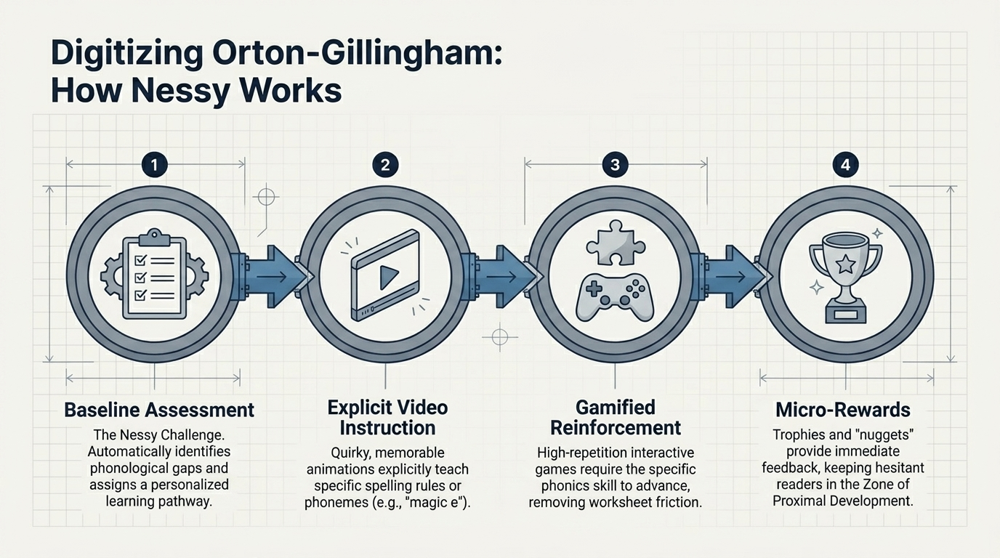 Digitizing Orton-Gillingham:
How Nessy Works
1
2
3
4
Baseline Assessment
The Nessy Challenge.
Automatically identifies
phonological gaps and
assigns a personalized
learning pathway.
Explicit Video
Instruction
Quirky, memorable
animations explicitly teach
specific spelling rules or
phonemes (e.g., "magic e").
Gamified
Reinforcement
High-repetition interactive
games require the specific
phonics skill to advance,
removing worksheet friction.
Micro-Rewards
Trophies and "nuggets"
provide immediate
feedback, keeping hesitant
readers in the Zone of
Proximal Development.